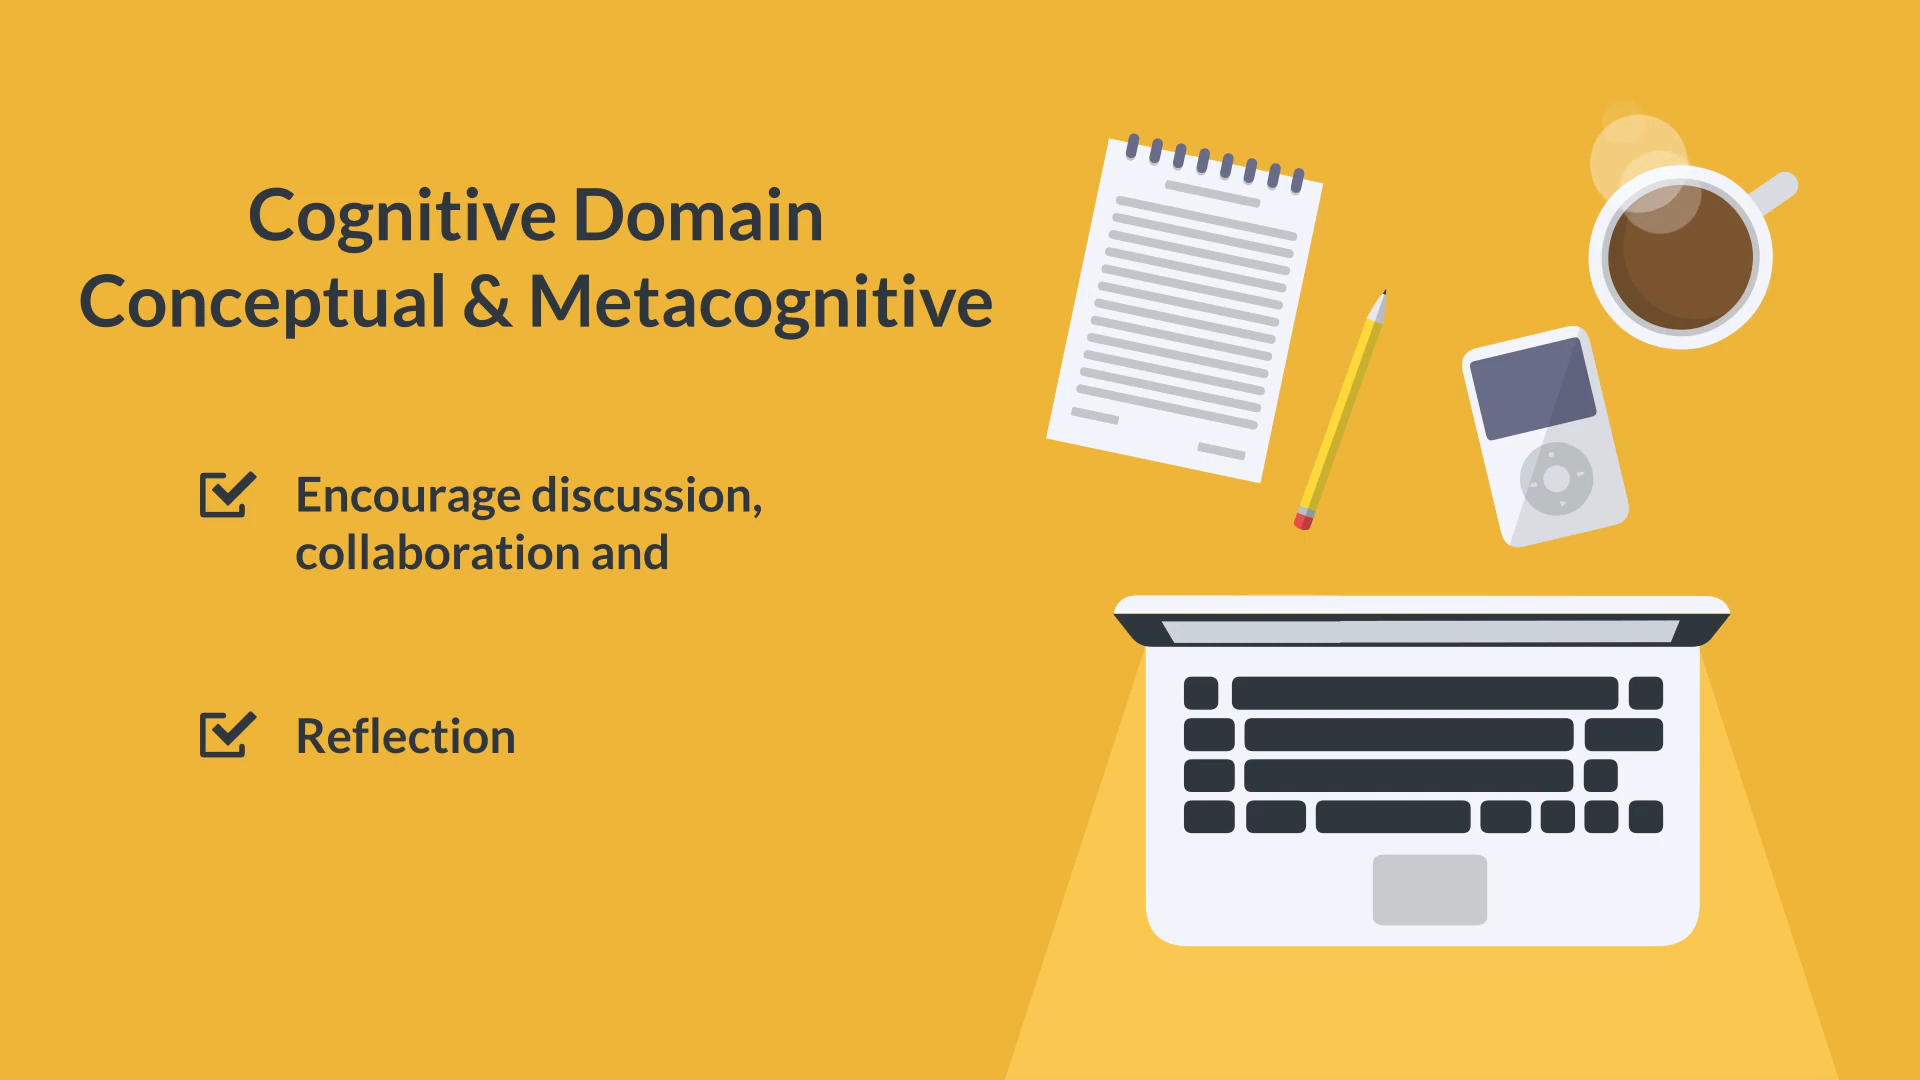 Cognitive Domain
Conceptual & Metacognitive
Encourage discussion,
collaboration and
Reflection